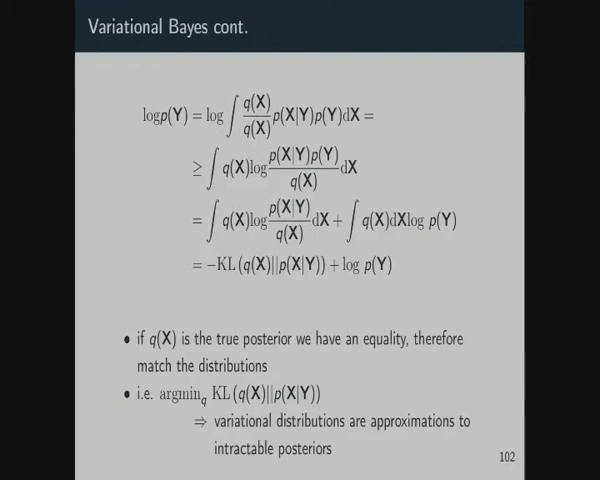 Variational Bayes cont.
logp(Y) = log ∫ q(X)/q(X) p(X|Y)p(Y)dX =
≥ ∫ q(X)log p(X|Y)p(Y)/q(X) dX
= ∫ q(X)log p(X|Y)/q(X) dX + ∫ q(X)dXlog p(Y)
= −KL (q(X)||p(X|Y)) + log p(Y)
• if q(X) is the true posterior we have an equality, therefore
match the distributions
• i.e. argmin_q KL (q(X)||p(X|Y))
⇒ variational distributions are approximations to
intractable posteriors
102